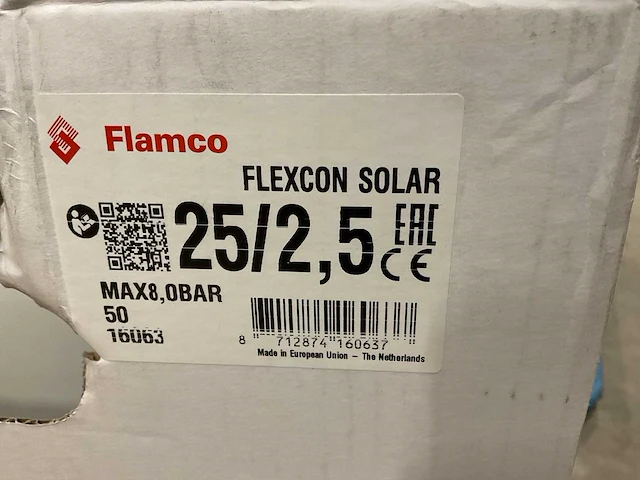 Flamco
FLEXCON SOLAR
25/2,5 EAC
CE
MAX8,0BAR
50
16063
8 712874 160637
Made in European Union – The Netherlands